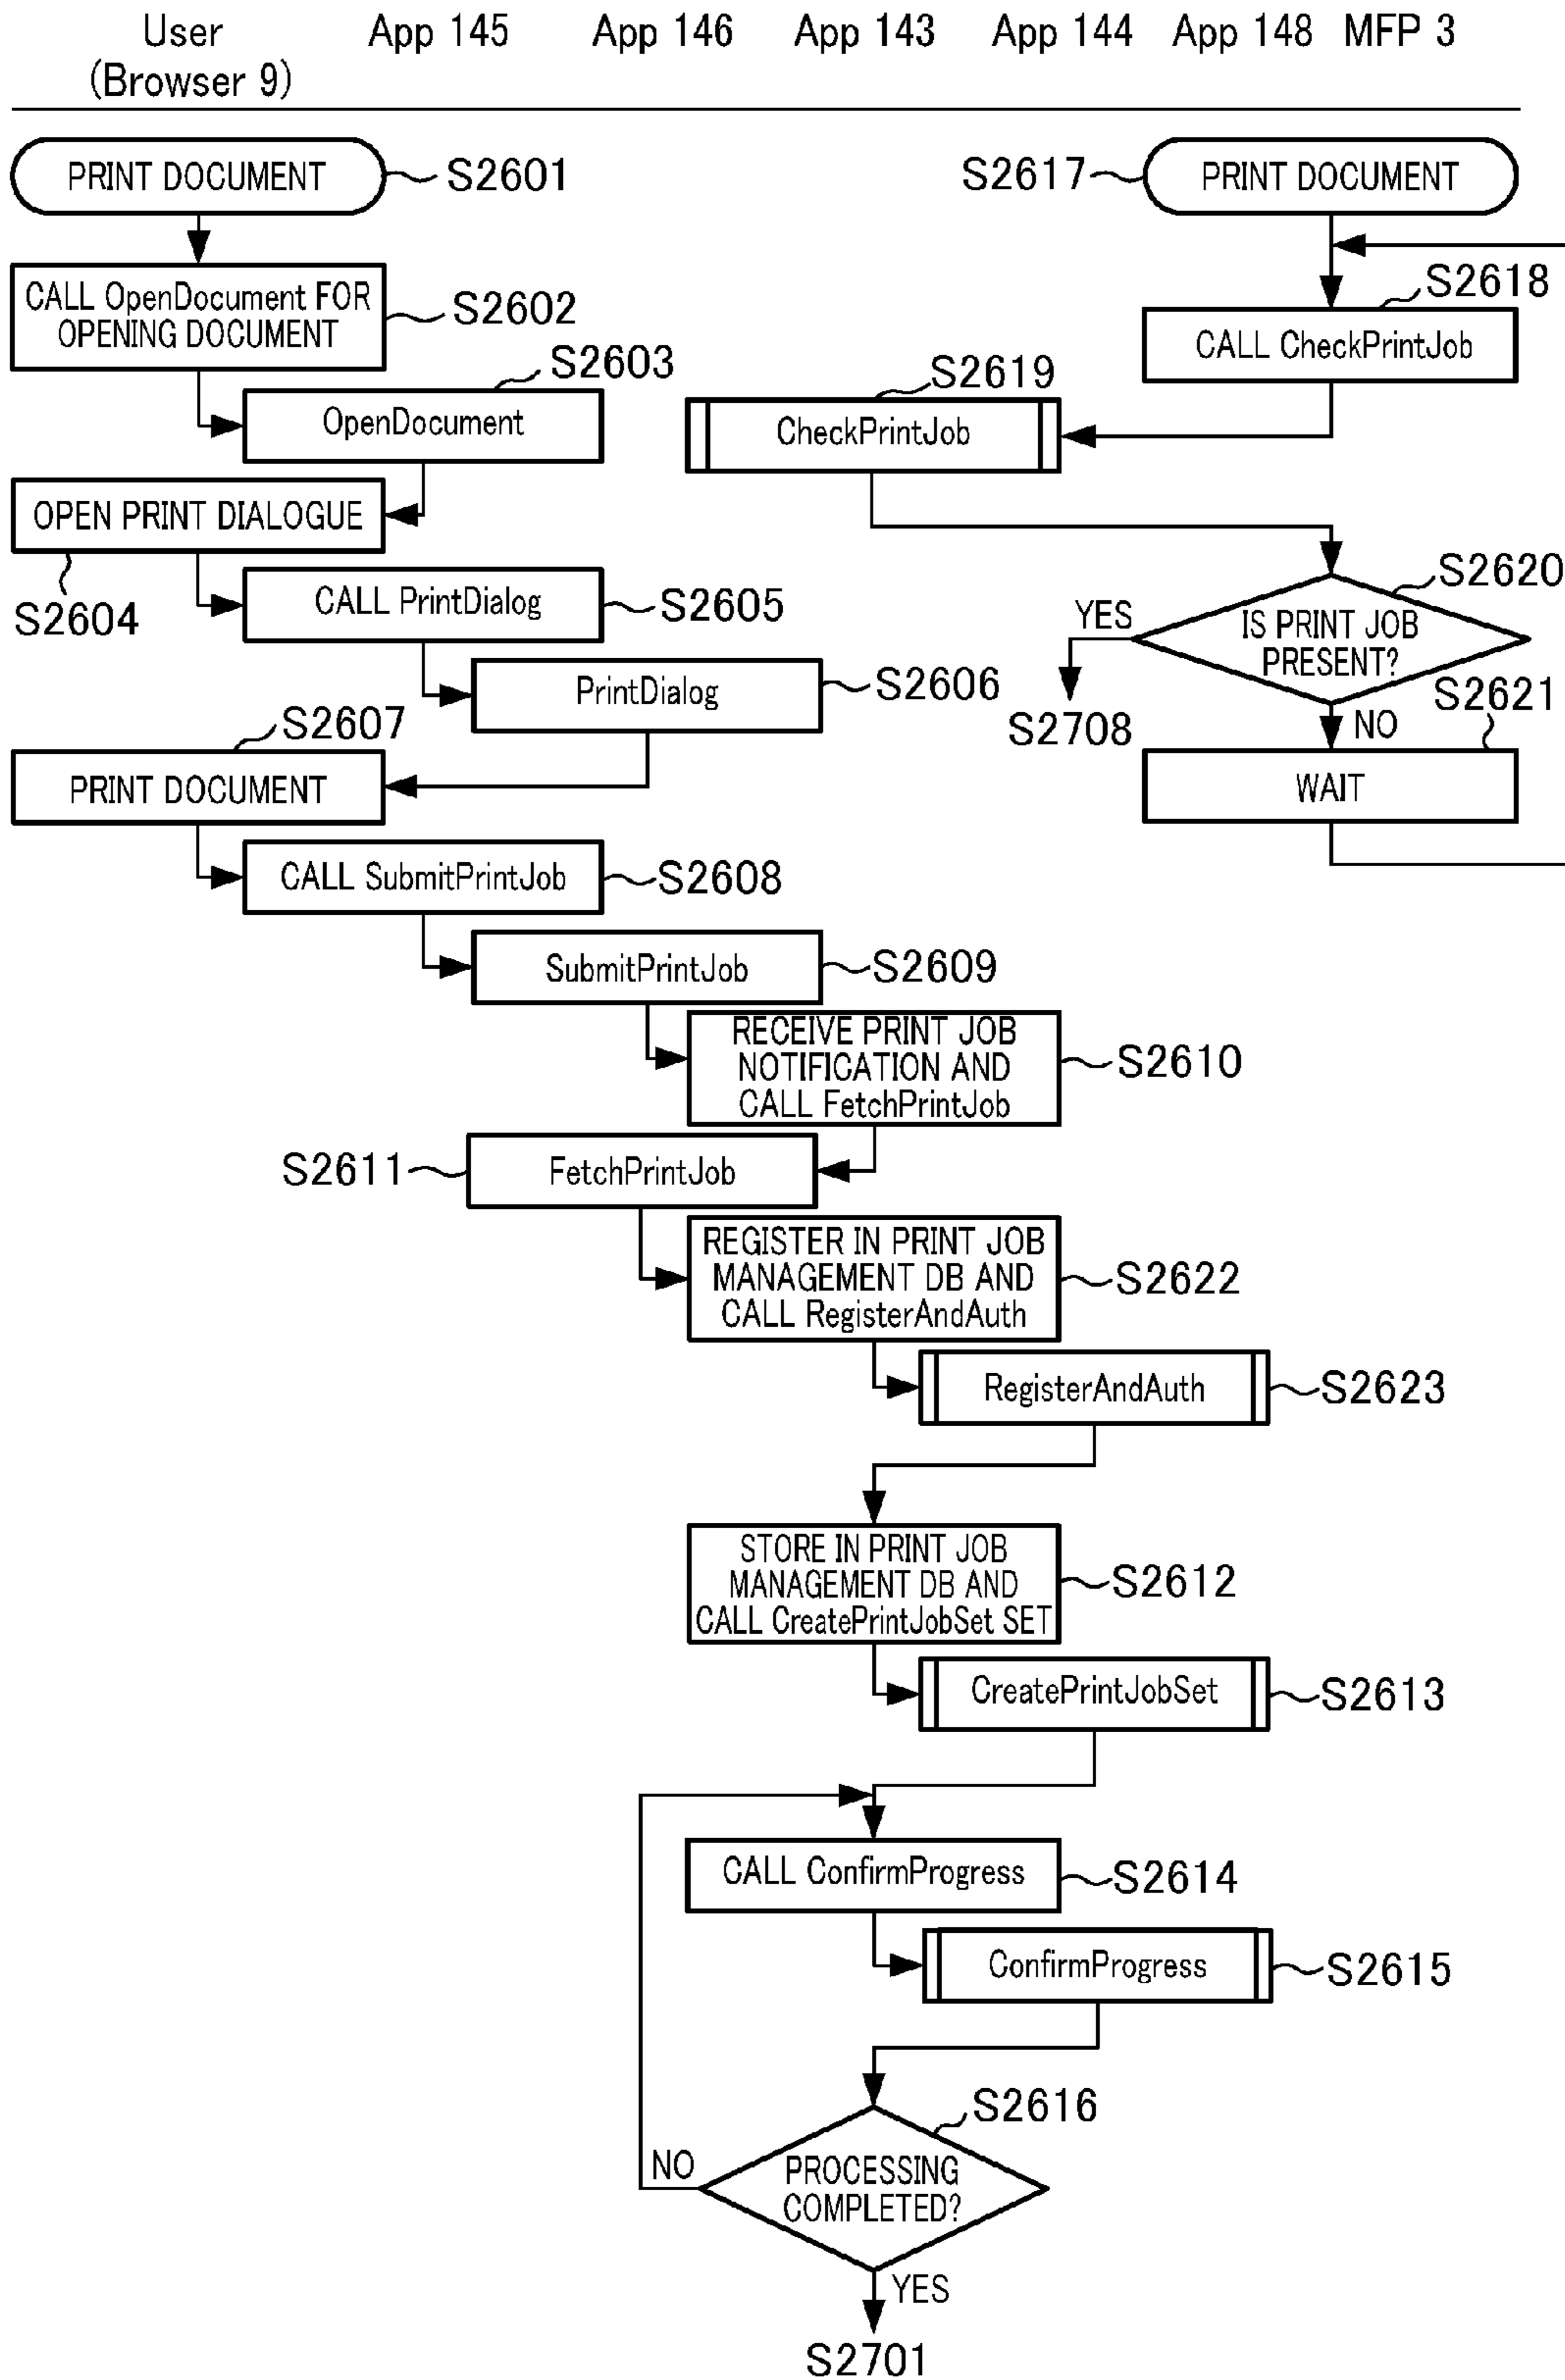 User App 145 App 146 App 143 App 144 App 148 MFP 3
(Browser 9)
PRINT DOCUMENT S2601
S2617 PRINT DOCUMENT
CALL OpenDocument FOR
OPENING DOCUMENT
S2602
S2618
CALL CheckPrintJob
S2603
OpenDocument
S2619
CheckPrintJob
OPEN PRINT DIALOGUE
S2604
CALL PrintDialog S2605
S2620
IS PRINT JOB
PRESENT?
YES
S2708
NO
S2621
WAIT
PrintDialog S2606
S2607
PRINT DOCUMENT
CALL SubmitPrintJob S2608
SubmitPrintJob S2609
RECEIVE PRINT JOB
NOTIFICATION AND
CALL FetchPrintJob
S2610
S2611 FetchPrintJob
REGISTER IN PRINT JOB
MANAGEMENT DB AND
CALL RegisterAndAuth
S2622
RegisterAndAuth S2623
STORE IN PRINT JOB
MANAGEMENT DB AND
CALL CreatePrintJobSet SET
S2612
CreatePrintJobSet S2613
CALL ConfirmProgress S2614
ConfirmProgress S2615
S2616
PROCESSING
COMPLETED?
NO
YES
S2701